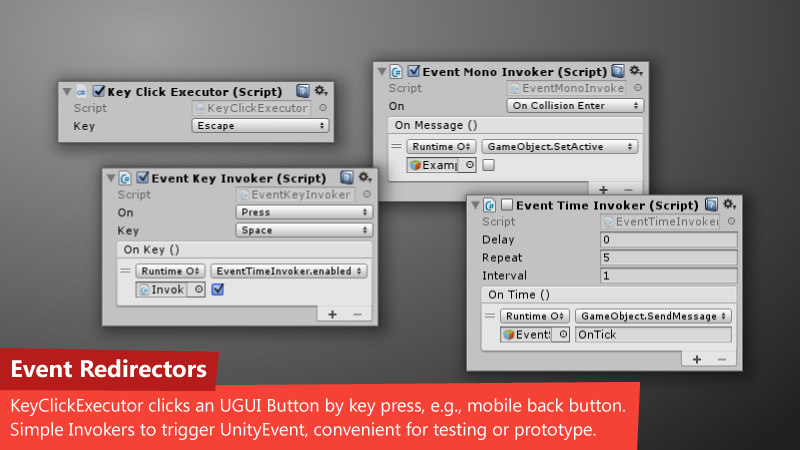 Key Click Executor (Script)
Script KeyClickExecutor
Key Escape
Event Mono Invoker (Script)
Script EventMonoInvoke
On On Collision Enter
On Message ()
Runtime O GameObject.SetActive
Examp
Event Key Invoker (Script)
Script EventKeyInvoker
On Press
Key Space
On Key ()
Runtime O EventTimeInvoker.enabled
Invok
Event Time Invoker (Script)
Script EventTimeInvoker
Delay 0
Repeat 5
Interval 1
On Time ()
Runtime O GameObject.SendMessage
EventS OnTick
Event Redirectors
KeyClickExecutor clicks an UGUI Button by key press, e.g., mobile back button.
Simple Invokers to trigger UnityEvent, convenient for testing or prototype.